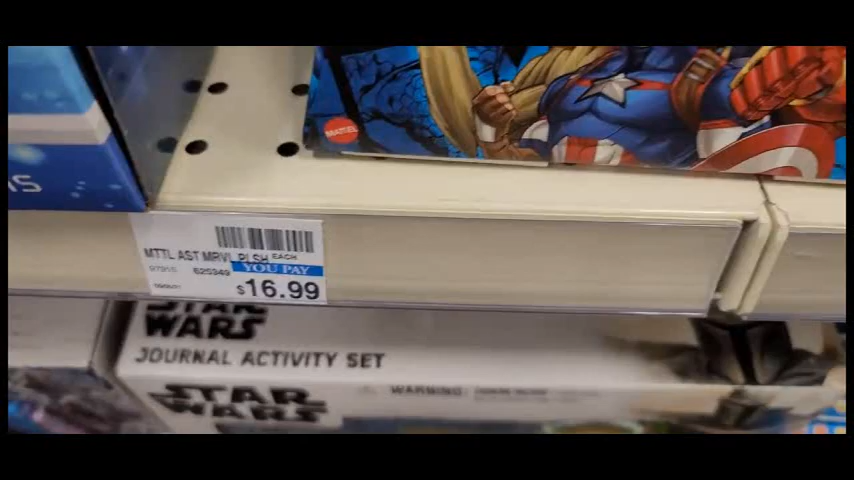 MATTEL
MTTL AST MRVL PLSH EACH
97915 625349 YOU PAY
$16.99
STAR
WARS
JOURNAL ACTIVITY SET
STAR
WARS
WARNING: